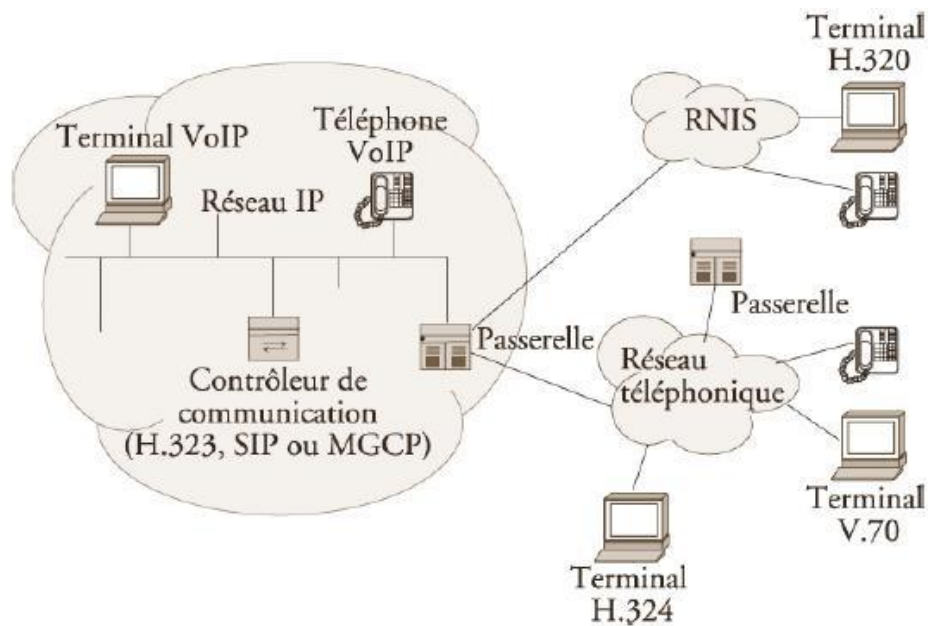 Terminal
H.320
Terminal VoIP
Téléphone
VoIP
RNIS
Réseau IP
Passerelle
Passerelle
Contrôleur de
communication
(H.323, SIP ou MGCP)
Réseau
téléphonique
Terminal
V.70
Terminal
H.324